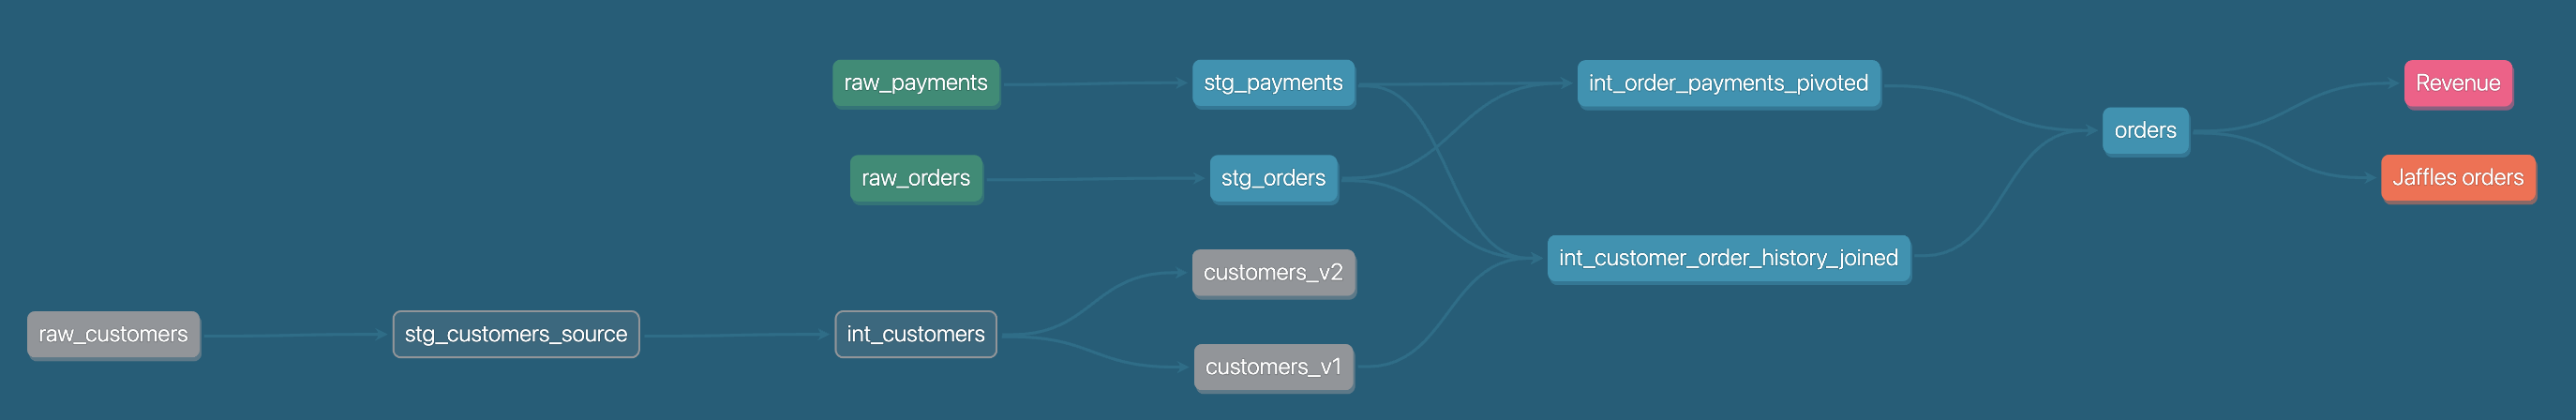 raw_payments
stg_payments
int_order_payments_pivoted
Revenue
orders
raw_orders
stg_orders
Jaffles orders
customers_v2
int_customer_order_history_joined
raw_customers
stg_customers_source
int_customers
customers_v1